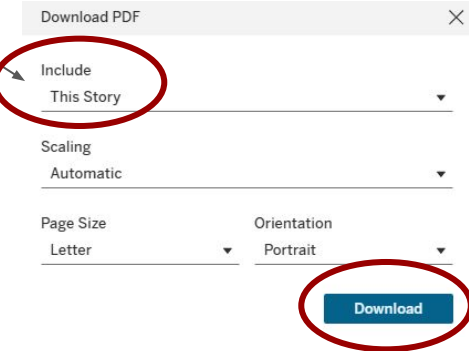 Download PDF
Include
This Story
Scaling
Automatic
Page Size
Orientation
Letter
Portrait
Download